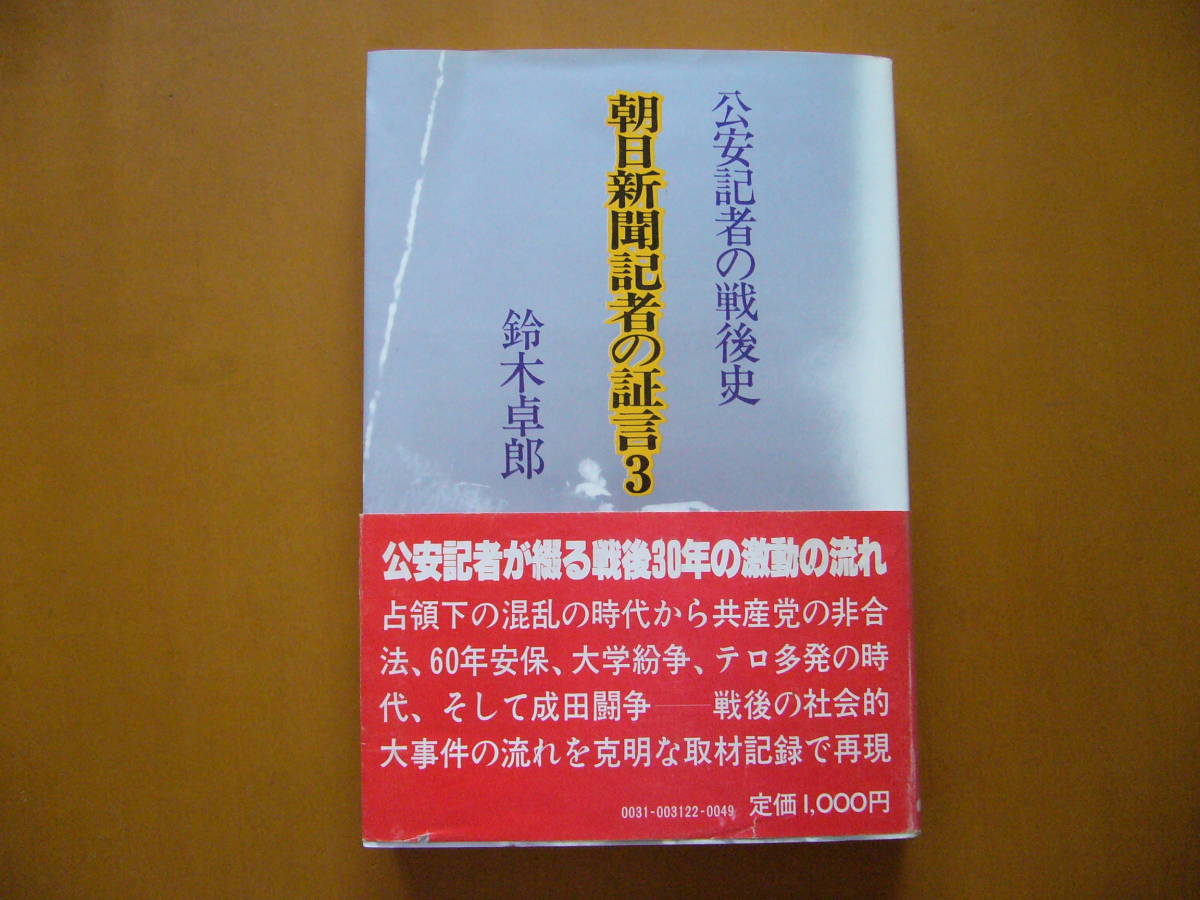 公安記者の戦後史
朝日新聞記者の証言3
鈴木卓郎
公安記者が綴る戦後30年の激動の流れ
占領下の混乱の時代から共産党の非合
法、60年安保、大学紛争、テロ多発の時
代、そして成田闘争──戦後の社会的
大事件の流れを克明な取材記録で再現
0031-003122-0049 定価1,000円